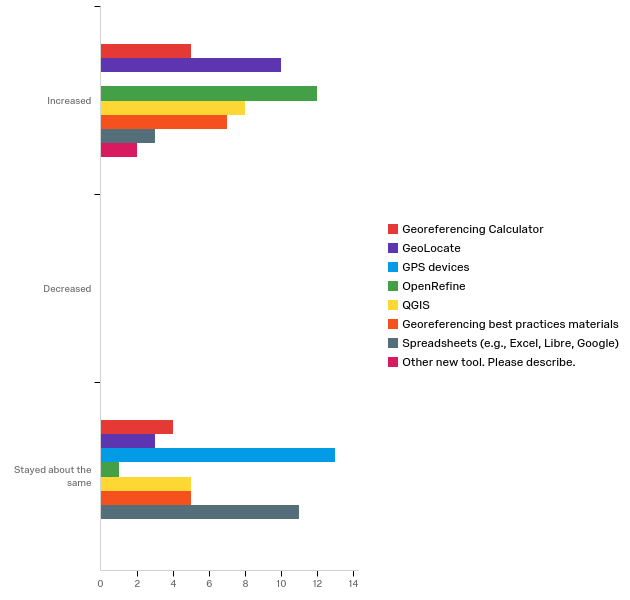 Increased
Decreased
Stayed about the
same
0 2 4 6 8 10 12 14
Georeferencing Calculator
GeoLocate
GPS devices
OpenRefine
QGIS
Georeferencing best practices materials
Spreadsheets (e.g., Excel, Libre, Google)
Other new tool. Please describe.